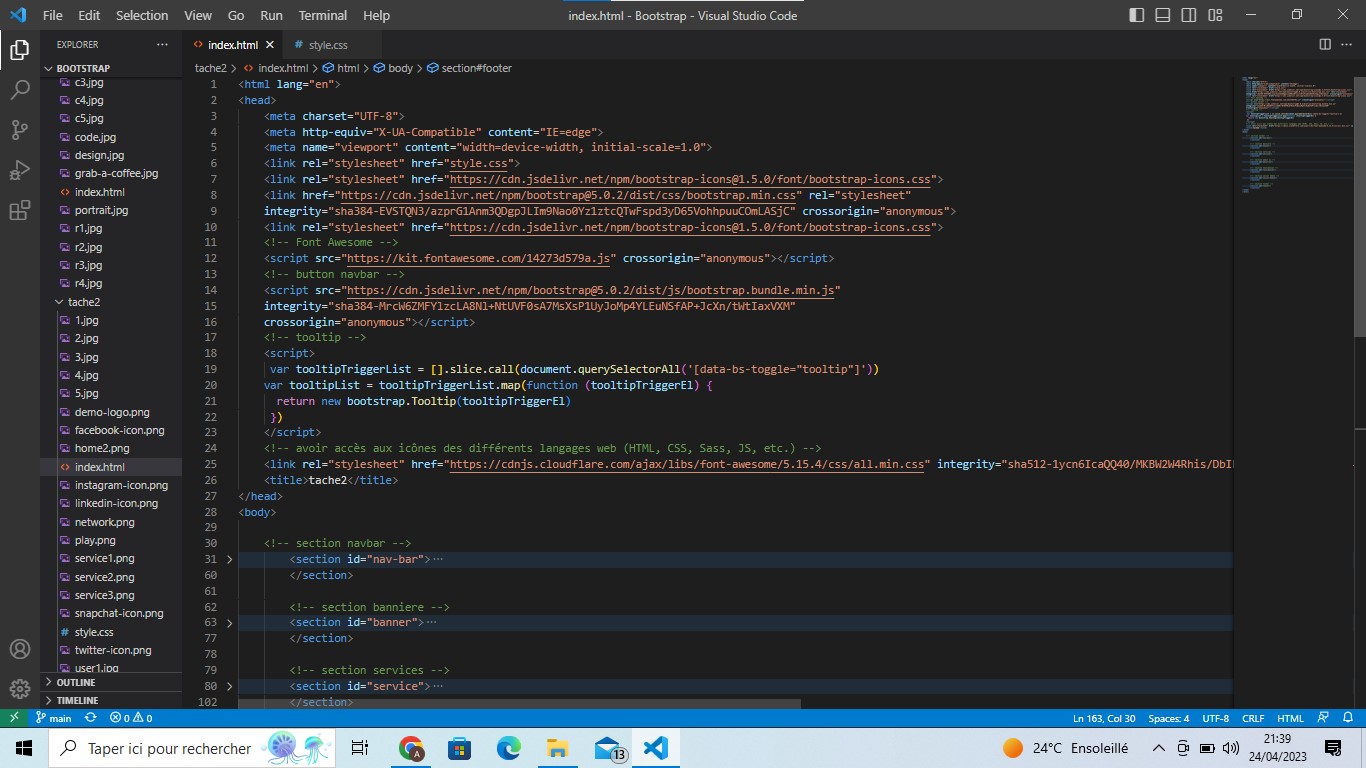 File Edit Selection View Go Run Terminal Help
index.html - Bootstrap - Visual Studio Code
EXPLORER
BOOTSTRAP
c3.jpg
c4.jpg
c5.jpg
code.jpg
design.jpg
grab-a-coffee.jpg
index.html
portrait.jpg
r1.jpg
r2.jpg
r3.jpg
r4.jpg
tache2
1.jpg
2.jpg
3.jpg
4.jpg
5.jpg
demo-logo.png
facebook-icon.png
home2.png
index.html
instagram-icon.png
linkedin-icon.png
network.png
play.png
service1.png
service2.png
service3.png
snapchat-icon.png
style.css
twitter-icon.png
user1.jpg
OUTLINE
TIMELINE
index.html
style.css
tache2 > index.html > html > body > section#footer
1 <html lang="en">
2 <head>
3 <meta charset="UTF-8">
4 <meta http-equiv="X-UA-Compatible" content="IE=edge">
5 <meta name="viewport" content="width=device-width, initial-scale=1.0">
6 <link rel="stylesheet" href="style.css">
7 <link rel="stylesheet" href="https://cdn.jsdelivr.net/npm/bootstrap-icons@1.5.0/font/bootstrap-icons.css">
8 <link href="https://cdn.jsdelivr.net/npm/bootstrap@5.0.2/dist/css/bootstrap.min.css" rel="stylesheet"
9 integrity="sha384-EVSTQN3/azprG1Anm3QDgpJLIm9Nao0Yz1ztcQTwFspd3yD65VohhpuuCOmLASjC" crossorigin="anonymous">
10 <link rel="stylesheet" href="https://cdn.jsdelivr.net/npm/bootstrap-icons@1.5.0/font/bootstrap-icons.css">
11 <!-- Font Awesome -->
12 <script src="https://kit.fontawesome.com/14273d579a.js" crossorigin="anonymous"></script>
13 <!-- button navbar -->
14 <script src="https://cdn.jsdelivr.net/npm/bootstrap@5.0.2/dist/js/bootstrap.bundle.min.js"
15 integrity="sha384-MrcW6ZMFYlzcLA8Nl+NtUVF0sA7MsXsP1UyJoMp4YLEuNSfAP+JcXn/tWtIaxVXM"
16 crossorigin="anonymous"></script>
17 <!-- tooltip -->
18 <script>
19 var tooltipTriggerList = [].slice.call(document.querySelectorAll('[data-bs-toggle="tooltip"]'))
20 var tooltipList = tooltipTriggerList.map(function (tooltipTriggerEl) {
21 return new bootstrap.Tooltip(tooltipTriggerEl)
22 })
23 </script>
24 <!-- avoir accès aux icônes des différents langages web (HTML, CSS, Sass, JS, etc.) -->
25 <link rel="stylesheet" href="https://cdnjs.cloudflare.com/ajax/libs/font-awesome/5.15.4/css/all.min.css" integrity="sha512-1ycn6IcaQQ40/MKBW2W4Rhis/DbI
26 <title>tache2</title>
27 </head>
28 <body>
29
30 <!-- section navbar -->
31 <section id="nav-bar">…
60 </section>
61
62 <!-- section banniere -->
63 <section id="banner">…
77 </section>
78
79 <!-- section services -->
80 <section id="service">…
102 </section>
main 0 0 Ln 163, Col 30 Spaces: 4 UTF-8 CRLF HTML
Taper ici pour rechercher
A
13
24°C Ensoleillé
21:39
24/04/2023